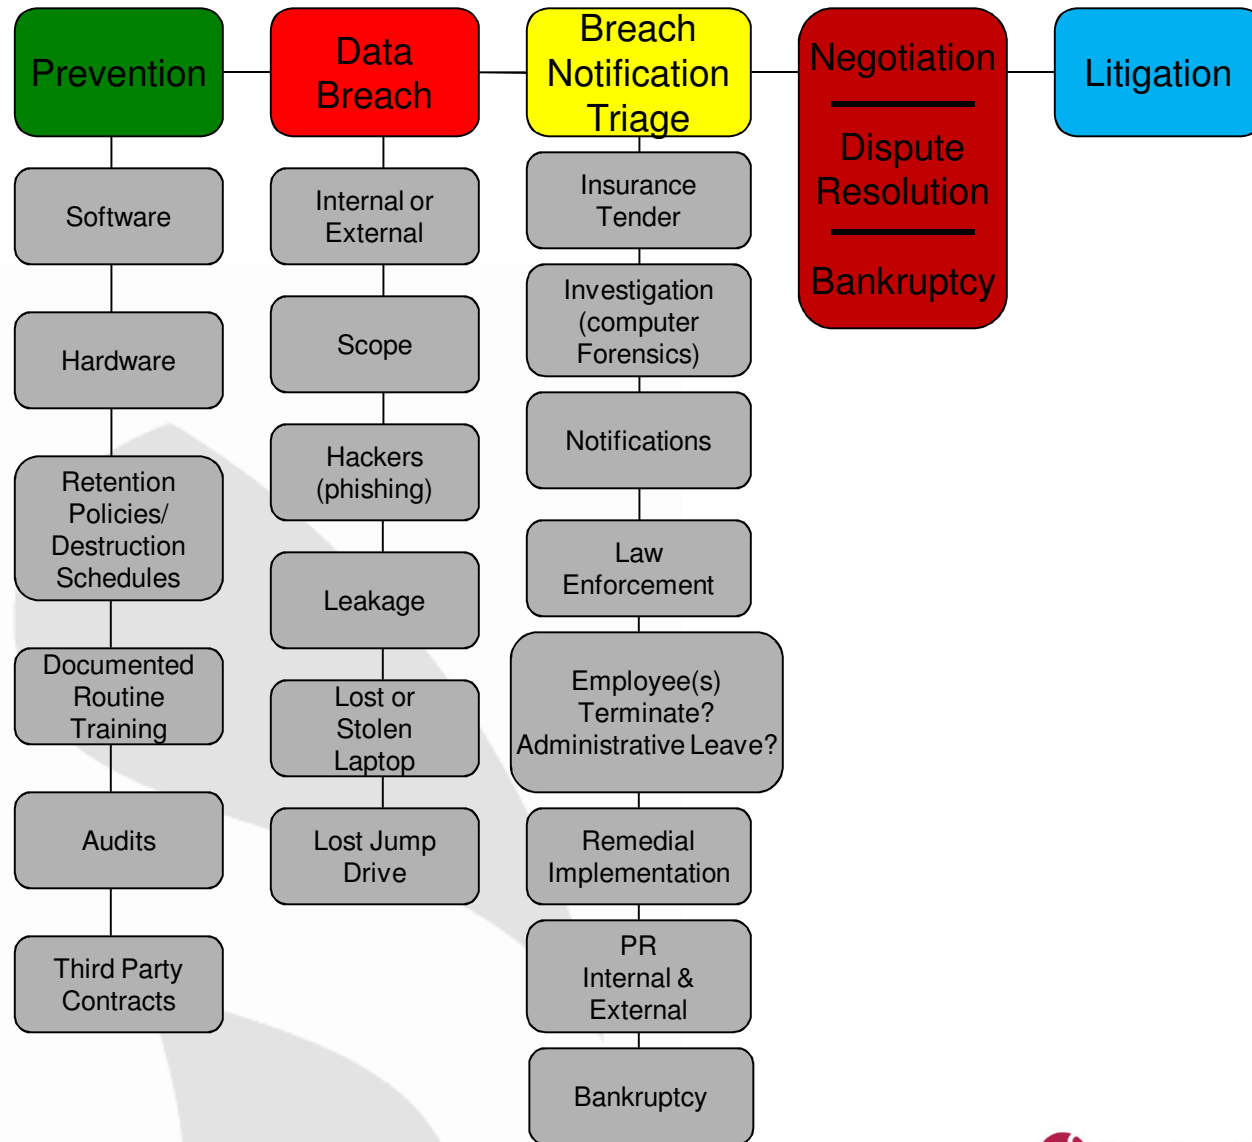 Prevention
Data
Breach
Breach
Notification
Triage
Negotiation
Dispute
Resolution
Bankruptcy
Litigation
Software
Hardware
Retention
Policies/
Destruction
Schedules
Documented
Routine
Training
Audits
Third Party
Contracts
Internal or
External
Scope
Hackers
(phishing)
Leakage
Lost or
Stolen
Laptop
Lost Jump
Drive
Insurance
Tender
Investigation
(computer
Forensics)
Notifications
Law
Enforcement
Employee(s)
Terminate?
Administrative Leave?
Remedial
Implementation
PR
Internal &
External
Bankruptcy